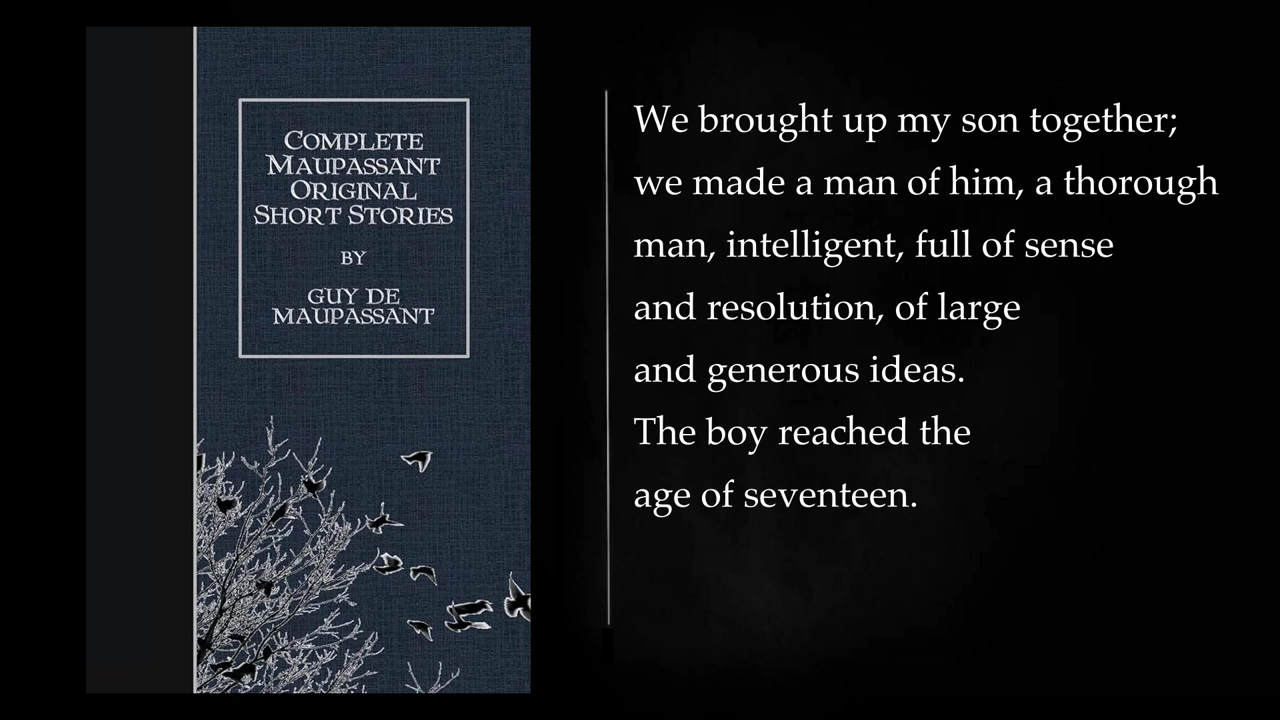 COMPLETE
MAUPASSANT
ORIGINAL
SHORT STORIES
BY
GUY DE
MAUPASSANT
We brought up my son together;
we made a man of him, a thorough
man, intelligent, full of sense
and resolution, of large
and generous ideas.
The boy reached the
age of seventeen.